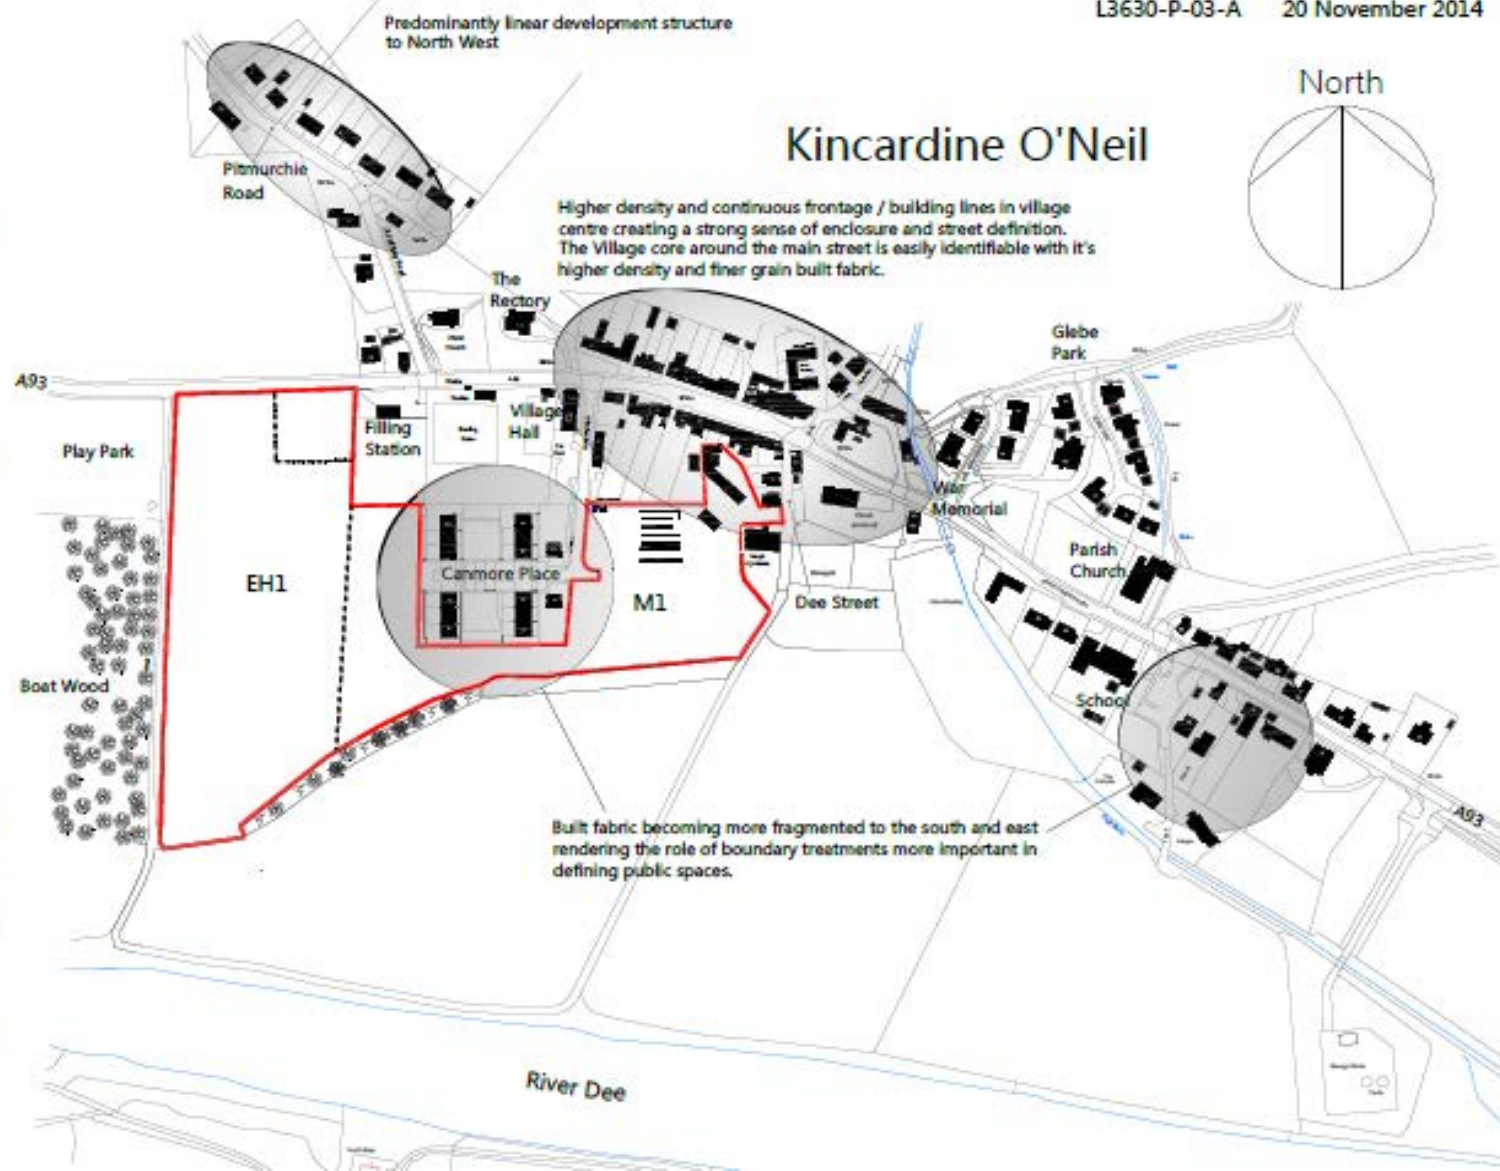 L3630-P-03-A 20 November 2014
Predominantly linear development structure
to North West
North
Kincardine O'Neil
Pitmurchie
Road
Higher density and continuous frontage / building lines in village
centre creating a strong sense of enclosure and street definition.
The Village core around the main street is easily identifiable with it's
higher density and finer grain built fabric.
The
Rectory
Glebe
Park
A93
Play Park
Filling
Station
Village
Hall
War
Memorial
Parish
Church
EH1
Canmore Place
M1
Dee Street
Boat Wood
School
A93
Built fabric becoming more fragmented to the south and east
rendering the role of boundary treatments more important in
defining public spaces.
River Dee